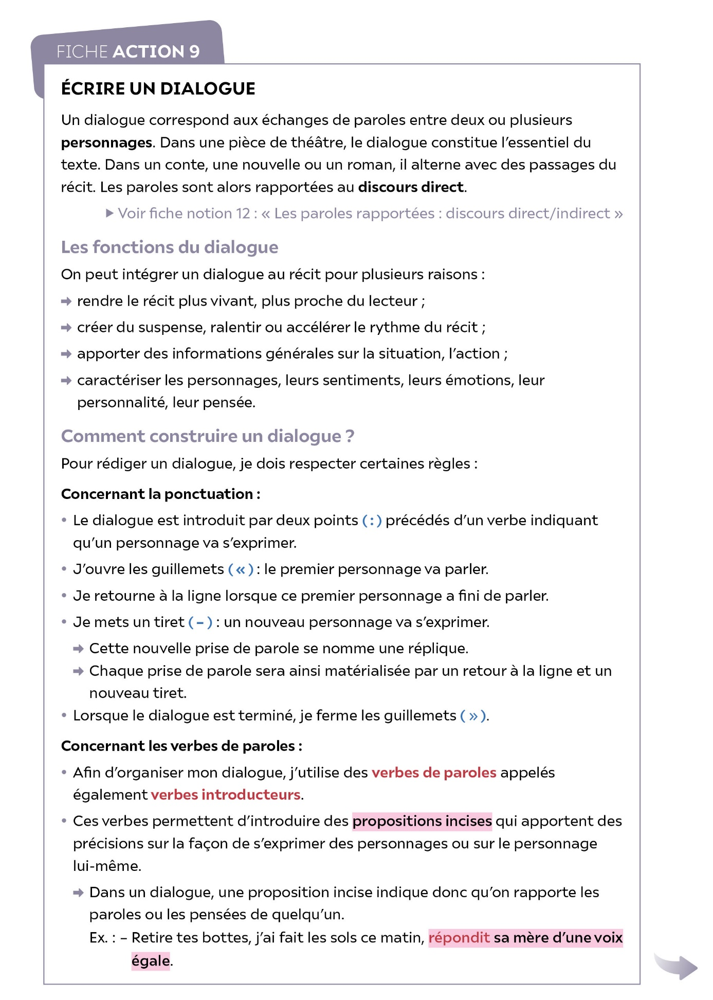 FICHE ACTION 9
ÉCRIRE UN DIALOGUE
Un dialogue correspond aux échanges de paroles entre deux ou plusieurs
personnages. Dans une pièce de théâtre, le dialogue constitue l’essentiel du
texte. Dans un conte, une nouvelle ou un roman, il alterne avec des passages du
récit. Les paroles sont alors rapportées au discours direct.
▶ Voir fiche notion 12 : « Les paroles rapportées : discours direct/indirect »
Les fonctions du dialogue
On peut intégrer un dialogue au récit pour plusieurs raisons :
➡ rendre le récit plus vivant, plus proche du lecteur ;
➡ créer du suspense, ralentir ou accélérer le rythme du récit ;
➡ apporter des informations générales sur la situation, l’action ;
➡ caractériser les personnages, leurs sentiments, leurs émotions, leur
personnalité, leur pensée.
Comment construire un dialogue ?
Pour rédiger un dialogue, je dois respecter certaines règles :
Concernant la ponctuation :
• Le dialogue est introduit par deux points (:) précédés d’un verbe indiquant
qu’un personnage va s’exprimer.
• J’ouvre les guillemets («) : le premier personnage va parler.
• Je retourne à la ligne lorsque ce premier personnage a fini de parler.
• Je mets un tiret (–) : un nouveau personnage va s’exprimer.
➡ Cette nouvelle prise de parole se nomme une réplique.
➡ Chaque prise de parole sera ainsi matérialisée par un retour à la ligne et un
nouveau tiret.
• Lorsque le dialogue est terminé, je ferme les guillemets (»).
Concernant les verbes de paroles :
• Afin d’organiser mon dialogue, j’utilise des verbes de paroles appelés
également verbes introducteurs.
• Ces verbes permettent d’introduire des propositions incises qui apportent des
précisions sur la façon de s’exprimer des personnages ou sur le personnage
lui-même.
➡ Dans un dialogue, une proposition incise indique donc qu’on rapporte les
paroles ou les pensées de quelqu’un.
Ex. : – Retire tes bottes, j’ai fait les sols ce matin, répondit sa mère d’une voix
égale.